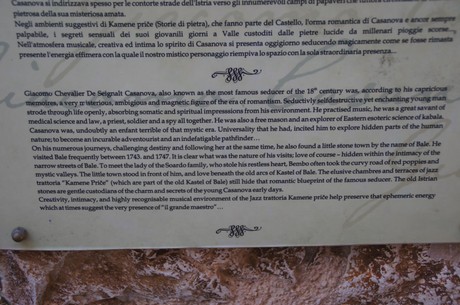 Casanova si indirizzava spesso per le contorte strade dell'Istria verso gli innumerevoli campi di papaveri
pietrosa della sua misteriosa amata.
Negli ambienti suggestivi di Kamene priče (Storie di pietra), che fanno parte del Castello, l'orma romantica di Casanova e ancor sempre
palpabile, i segreti sensuali dei suoi giovanili giorni a Valle custoditi dalle pietre lucide da millenari pioggie scorse...
Nell'atmosfera musicale, creativa ed intima lo spirito di Casanova si presenta oggigiorno seducendo magicamente come se fosse rimasta
presente l'energia effimera con la quale il nostro mistico personaggio riempiva lo spazio con la sola straordinaria presenza...
Giacomo Chevalier De Seignalt Casanova, also known as the most famous seducer of the 18th century was, according to his capricious
memoires, a very misterious, ambigious and magnetic figure of the era of romantism. Seductivly selfdestructive yet enchanting young man
strode through life openly, absorbing somatic and spiritual impressions from his environment. He practised music, he was a great savant of
medical science and law, a priest, soldier and a spy all together. He was also a free mason and an explorer of Eastern esoteric science of kabala.
Casanova was undoubtly an enfant terrible of that mystic era. Universality that he had, incited him to explore hidden parts of the human
nature; to become an incurable adventourist and an indefetigable pathfinder...
On his numerous journeys, challenging destiny and following her at the same time, he also found a little stone town by the name of Bale. He
visited Bale frequently between 1743. and 1747. It is clear what was the nature of his visits; love of course - hidden within the intimacy of the
narrow streets of Bale. To meet the lady of the Soardo family, who stole his restless heart, Benibo often took the curvy road of red poppies and
mystic valleys. The little town stood in front of him, and love beneath the old arcs of Kastel of Bale. The elusive chambres and terraces of jazz
trattoria "Kamene Priče" (which are part of the old Kastel of Bale) still hide that romantic blueprint of the famous seducer. The old Istrian
stones are gentle custodians of the charm and secrets of the young Casanova early days.
Creativity, intimacy, and highly recognisable musical environment of the Jazz trattoria Kamene Priče help preserve that ephemeric energy
which at times suggest the very presence of "il grande maestro"...